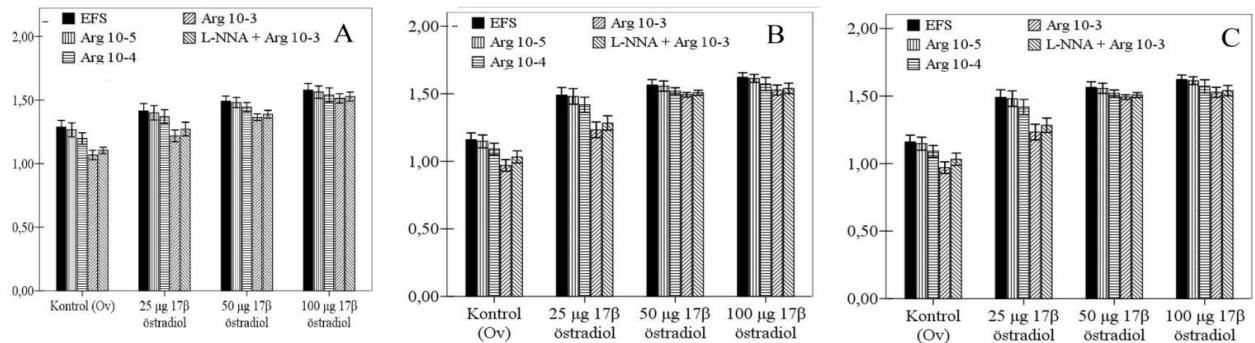 EFS
Arg 10-5
Arg 10-4
Arg 10-3
L-NNA + Arg 10-3
A
2,00
1,50
1,00
0,50
0,00
Kontrol (Ov)
25 µg 17β
östradiol
50 µg 17β
östradiol
100 µg 17β
östradiol
EFS
Arg 10-5
Arg 10-4
Arg 10-3
L-NNA + Arg 10-3
B
2,00
1,50
1,00
0,50
0,00
Kontrol
(Ov)
25 µg 17β
östradiol
50 µg 17β
östradiol
100 µg 17β
östradiol
EFS
Arg 10-5
Arg 10-4
Arg 10-3
L-NNA + Arg 10-3
C
2,00
1,50
1,00
0,50
0,00
Kontrol
(Ov)
25 µg 17β
östradiol
50 µg 17β
östradiol
100 µg 17β
östradiol